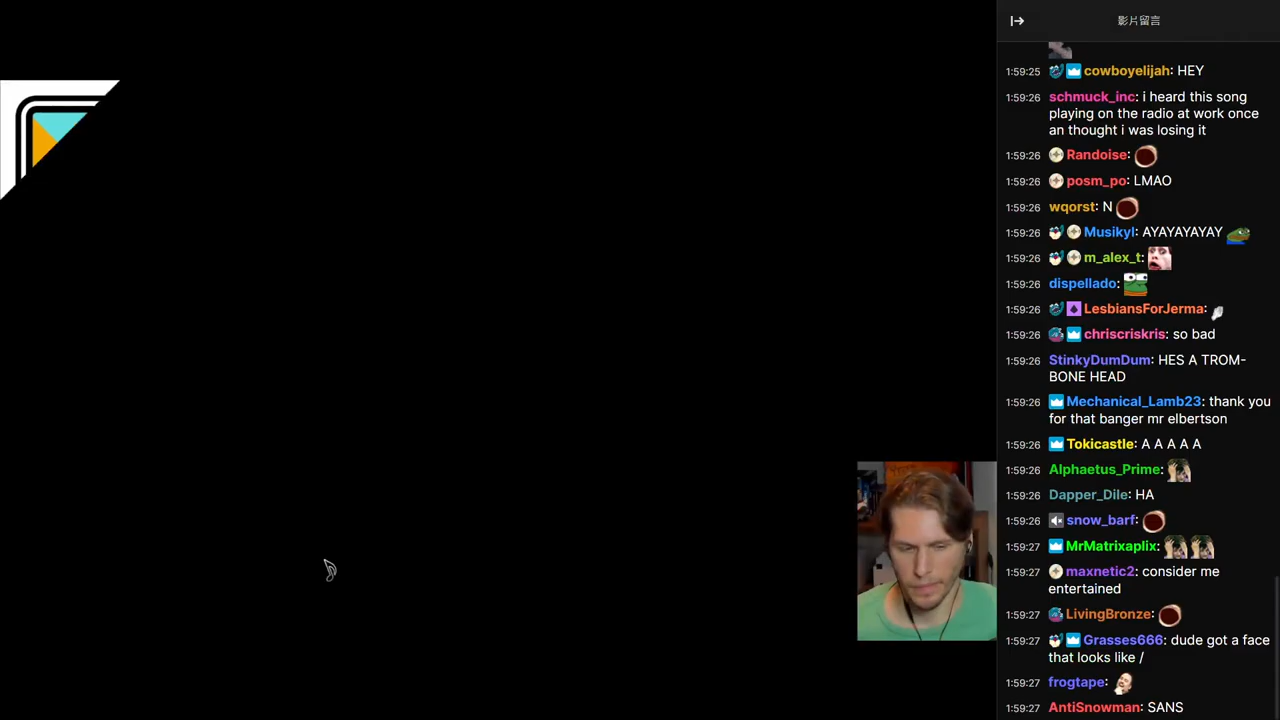 影片留言
1:59:25 cowboyelijah: HEY
1:59:26 schmuck_inc: i heard this song
playing on the radio at work once
an thought i was losing it
1:59:26 Randoise:
1:59:26 posm_po: LMAO
1:59:26 wqorst: N
1:59:26 Musikyl: AYAYAYAYAY
1:59:26 m_alex_t:
1:59:26 dispellado:
1:59:26 LesbiansForJerma:
1:59:26 chriscriskris: so bad
1:59:26 StinkyDumDum: HES A TROM-
BONE HEAD
1:59:26 Mechanical_Lamb23: thank you
for that banger mr elbertson
1:59:26 Tokicastle: A A A A A
1:59:26 Alphaetus_Prime:
1:59:26 Dapper_Dile: HA
1:59:26 snow_barf:
1:59:27 MrMatrixaplix:
1:59:27 maxnetic2: consider me
entertained
1:59:27 LivingBronze:
1:59:27 Grasses666: dude got a face
that looks like /
1:59:27 frogtape:
1:59:27 AntiSnowman: SANS